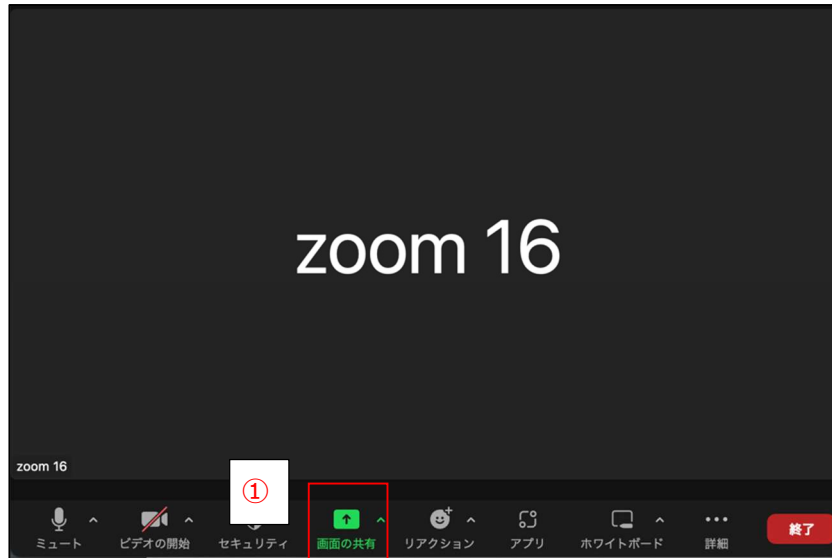 zoom 16
zoom 16
①
ミュート
ビデオの開始
セキュリティ
画面の共有
リアクション
アプリ
ホワイトボード
詳細
終了